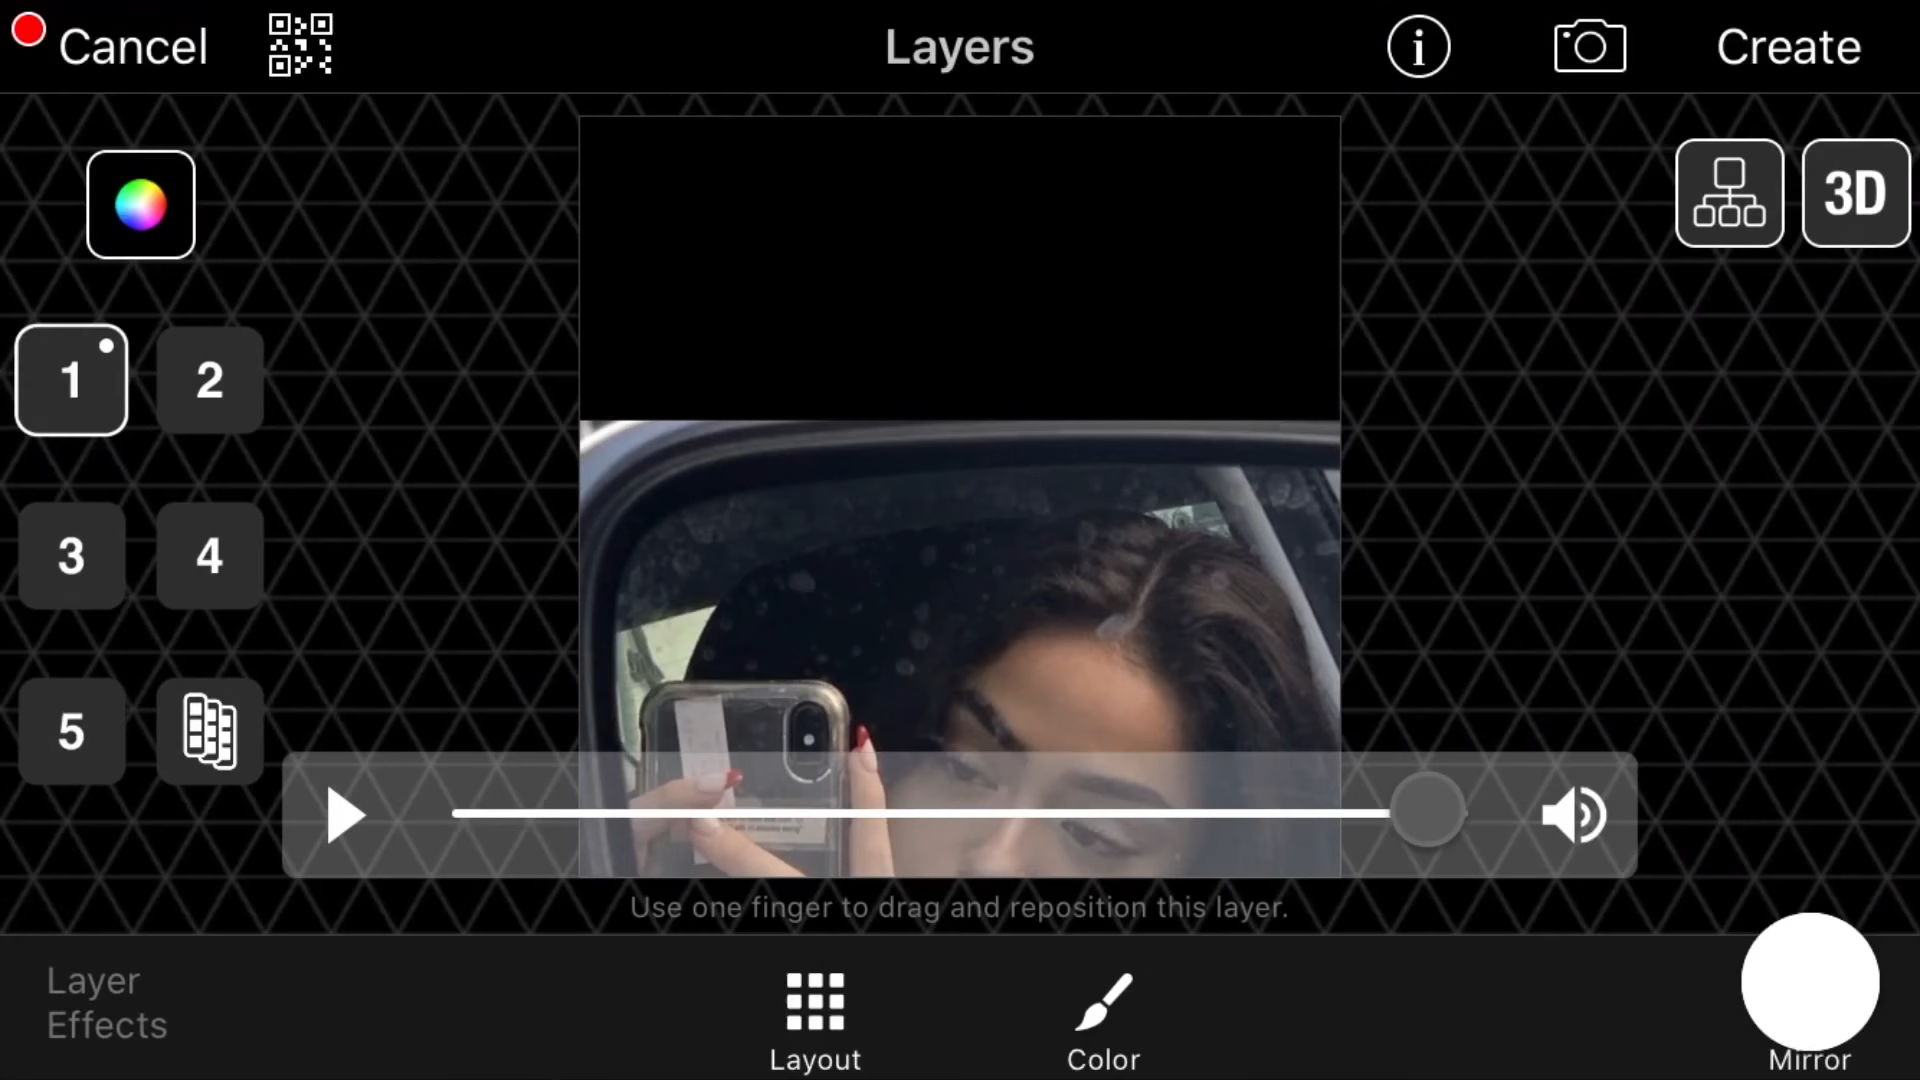 Cancel
Layers
i
Create
3D
1
2
3
4
5
Use one finger to drag and reposition this layer.
Layer
Effects
Layout
Color
Mirror